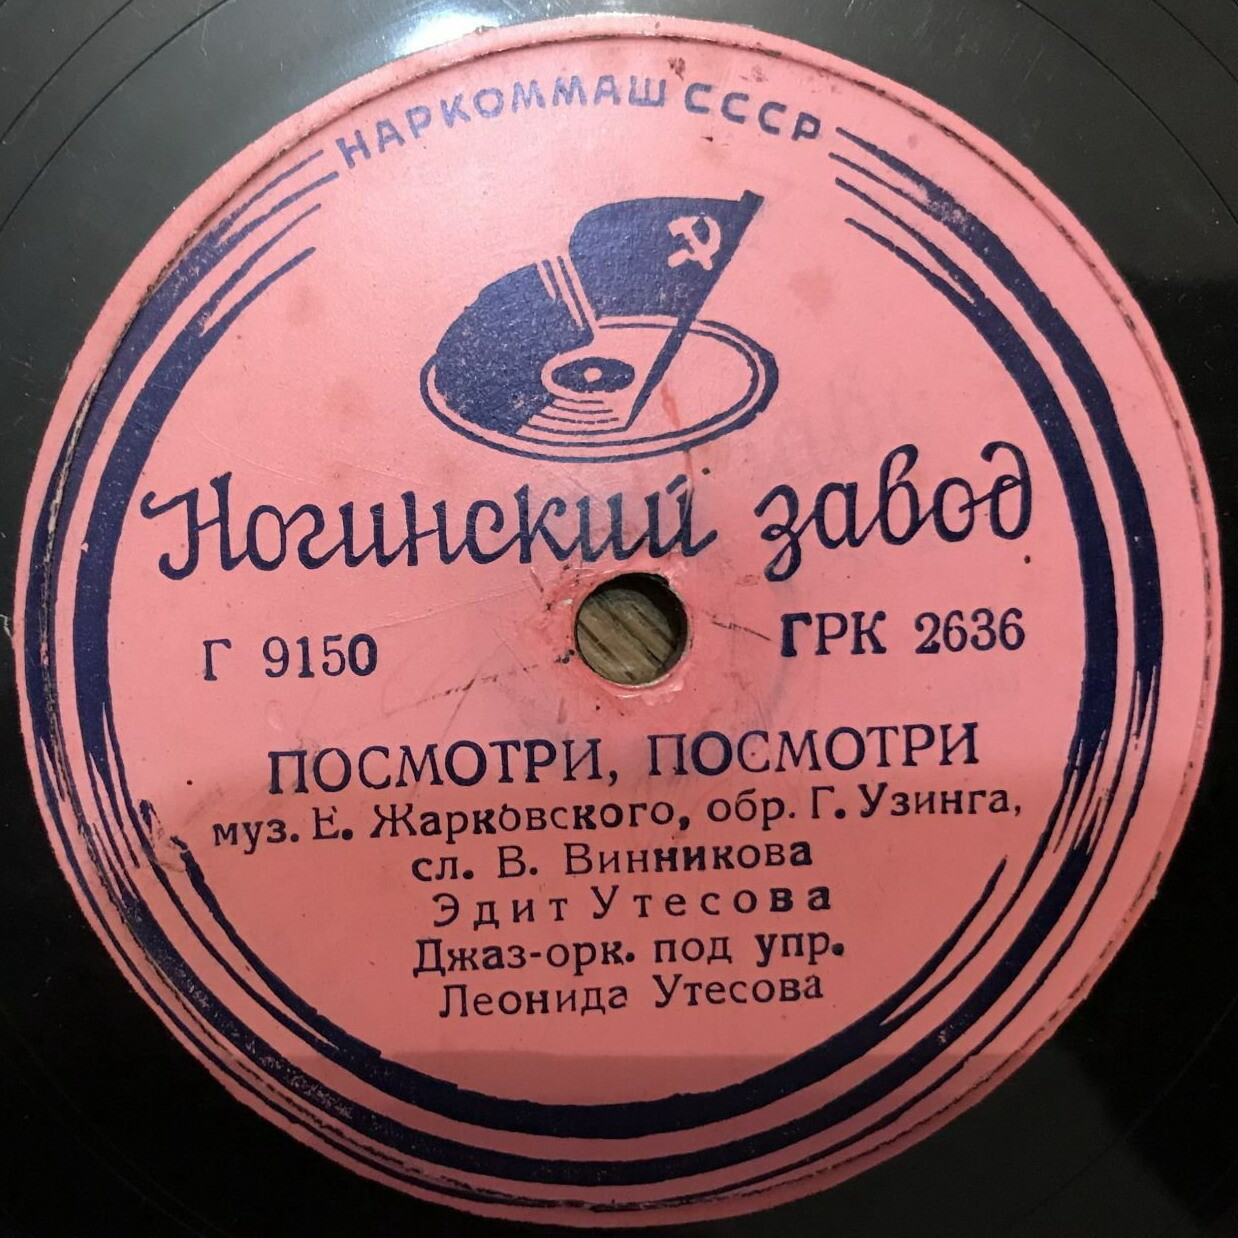 НАРКОММАШ СССР
Ногинский завод
Г 9150 ГРК 2636
ПОСМОТРИ, ПОСМОТРИ
муз. Е. Жарковского, обр. Г. Узинга,
сл. В. Винникова
Эдит Утесова
Джаз-орк. под упр.
Леонида Утесова